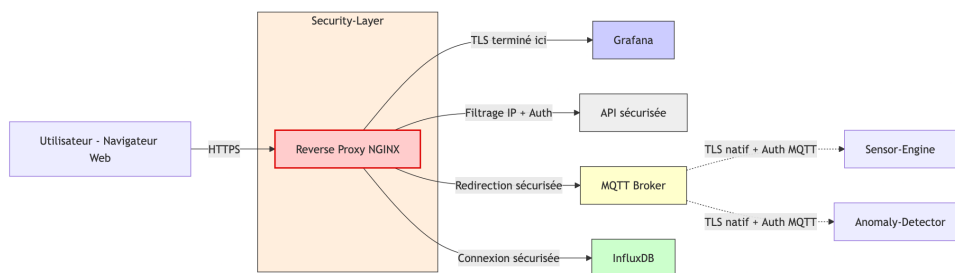 Security-Layer
TLS terminé ici
Grafana
Filtrage IP + Auth
API sécurisée
Utilisateur - Navigateur
Web
HTTPS
Reverse Proxy NGINX
TLS natif + Auth MQTT
Sensor-Engine
Redirection sécurisée
MQTT Broker
TLS natif + Auth MQTT
Anomaly-Detector
Connexion sécurisée
InfluxDB